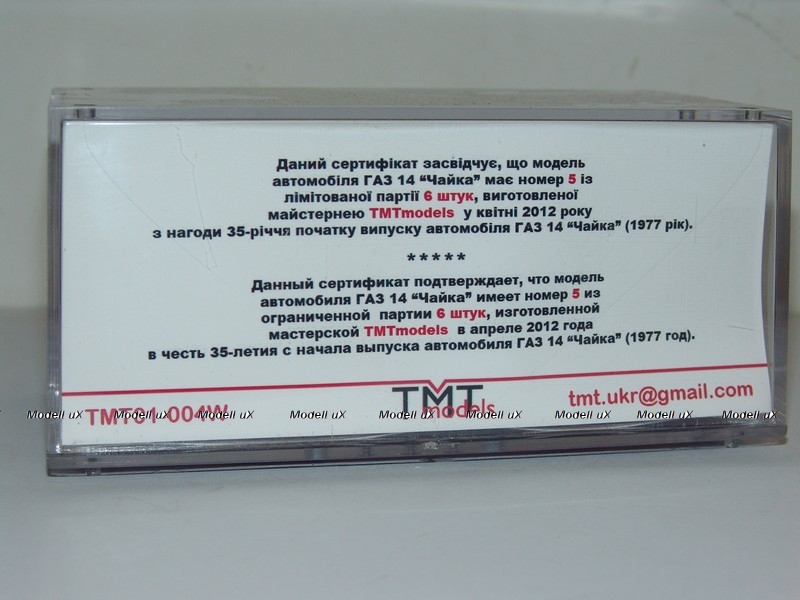 Даний сертифікат засвідчує, що модель
автомобіля ГАЗ 14 “Чайка” має номер 5 із
лімітованої партії 6 штук, виготовленої
майстернею TMTmodels у квітні 2012 року
з нагоди 35-річчя початку випуску автомобіля ГАЗ 14 “Чайка” (1977 рік).
*****
Данный сертификат подтверждает, что модель
автомобиля ГАЗ 14 “Чайка” имеет номер 5 из
ограниченной партии 6 штук, изготовленной
мастерской TMTmodels в апреле 2012 года
в честь 35-летия с начала выпуска автомобиля ГАЗ 14 “Чайка” (1977 год).
TMT01-004W TMT models tmt.ukr@gmail.com
Modell uX Modell uX Modell uX Modell uX Modell uX Modell uX Modell uX Modell uX Modell uX